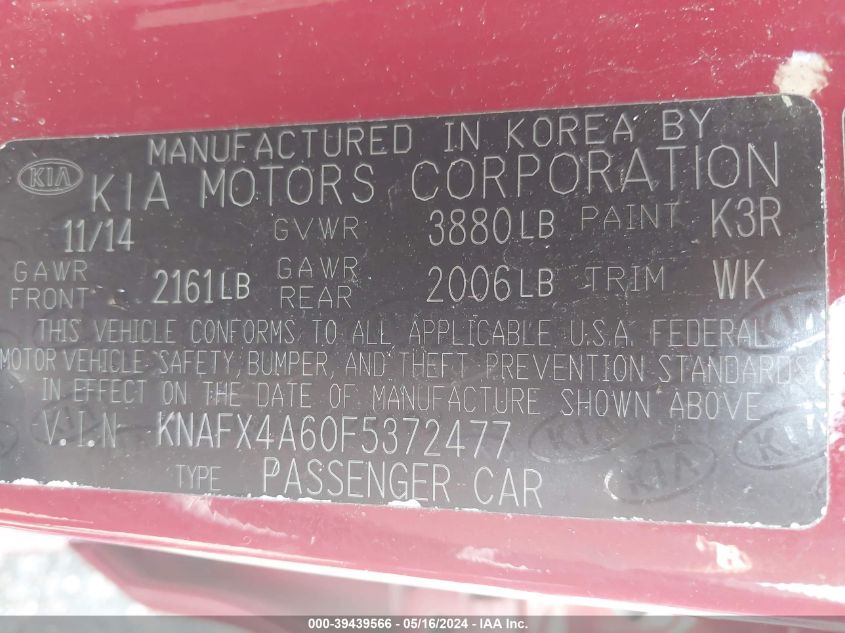 MANUFACTURED IN KOREA BY
KIA
KIA MOTORS CORPORATION
11/14 GVWR 3880LB PAINT K3R
GAWR FRONT 2161LB GAWR REAR 2006LB TRIM WK
THIS VEHICLE CONFORMS TO ALL APPLICABLE U.S.A. FEDERAL
MOTOR VEHICLE SAFETY, BUMPER, AND THEFT PREVENTION STANDARDS
IN EFFECT ON THE DATE OF MANUFACTURE SHOWN ABOVE
V.I.N KNAFX4A60F5372477
TYPE PASSENGER CAR
KIA
KIA
000-39439566 - 05/16/2024 - IAA Inc.